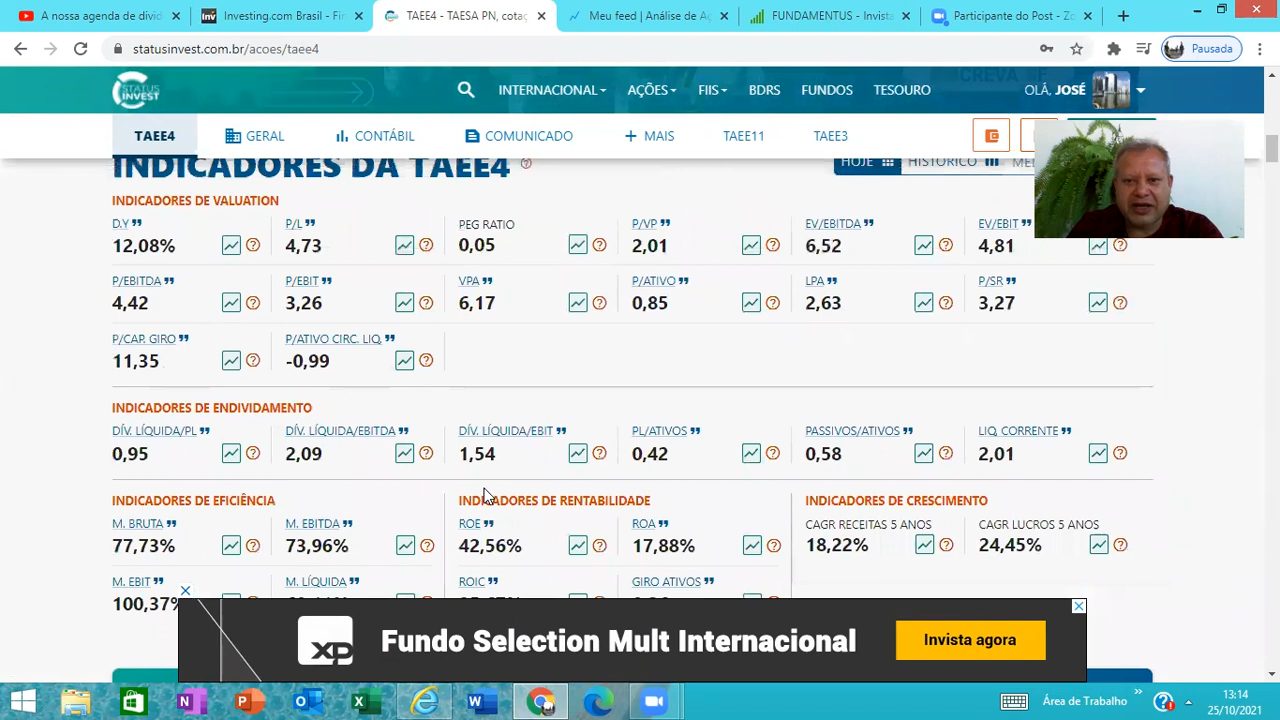 A nossa agenda de divid
Investing.com Brasil - Fir
TAEE4 - TAESA PN, cotaç
Meu feed | Análise de Aç
FUNDAMENTUS - Invista
Participante do Post - Zo
statusinvest.com.br/acoes/taee4
Pausada
STATUS INVEST
INTERNACIONAL
AÇÕES
FIIS
BDRS
FUNDOS
TESOURO
OLÁ, JOSÉ
TAEE4
GERAL
CONTÁBIL
COMUNICADO
MAIS
TAEE11
TAEE3
INDICADORES DA TAEE4
HOJE
HISTÓRICO
INDICADORES DE VALUATION
D.Y
P/L
PEG RATIO
P/VP
EV/EBITDA
EV/EBIT
12,08%
4,73
0,05
2,01
6,52
4,81
P/EBITDA
P/EBIT
VPA
P/ATIVO
LPA
P/SR
4,42
3,26
6,17
0,85
2,63
3,27
P/CAP. GIRO
P/ATIVO CIRC. LIQ.
11,35
-0,99
INDICADORES DE ENDIVIDAMENTO
DÍV. LÍQUIDA/PL
DÍV. LÍQUIDA/EBITDA
DÍV. LÍQUIDA/EBIT
PL/ATIVOS
PASSIVOS/ATIVOS
LIQ. CORRENTE
0,95
2,09
1,54
0,42
0,58
2,01
INDICADORES DE EFICIÊNCIA
INDICADORES DE RENTABILIDADE
INDICADORES DE CRESCIMENTO
M. BRUTA
M. EBITDA
ROE
ROA
CAGR RECEITAS 5 ANOS
CAGR LUCROS 5 ANOS
77,73%
73,96%
42,56%
17,88%
18,22%
24,45%
M. EBIT
M. LÍQUIDA
ROIC
GIRO ATIVOS
100,37%
xp
Fundo Selection Mult Internacional
Invista agora
Área de Trabalho
13:14
25/10/2021